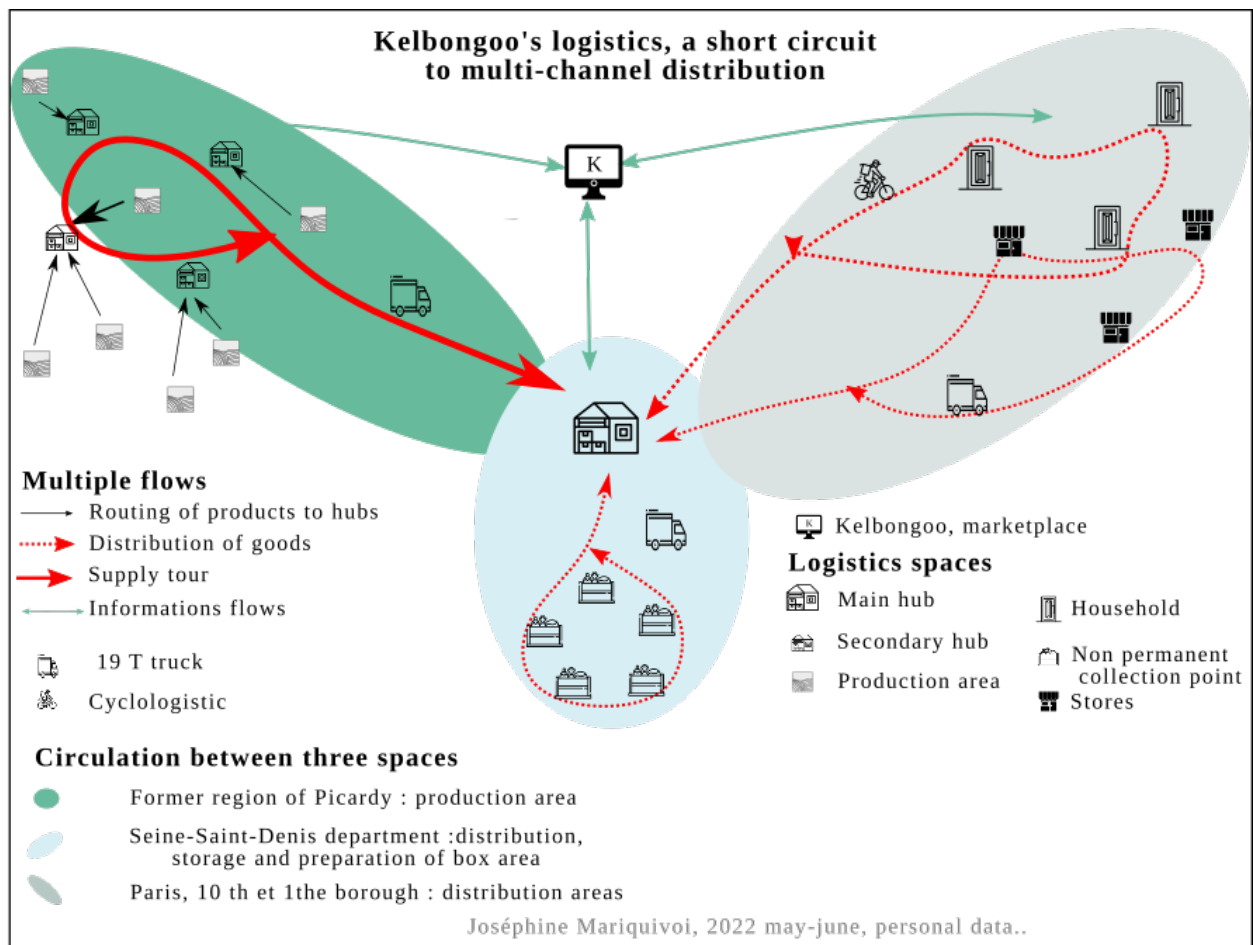 Kelbongoo's logistics, a short circuit
to multi-channel distribution
K
Multiple flows
Routing of products to hubs
Distribution of goods
Supply tour
Informations flows
19 T truck
Cyclologistic
K
Kelbongoo, marketplace
Logistics spaces
Main hub
Secondary hub
Production area
Household
Non permanent
collection point
Stores
Circulation between three spaces
Former region of Picardy : production area
Seine-Saint-Denis department :distribution,
storage and preparation of box area
Paris, 10 th et 1the borough : distribution areas
Joséphine Mariquivoi, 2022 may-june, personal data..